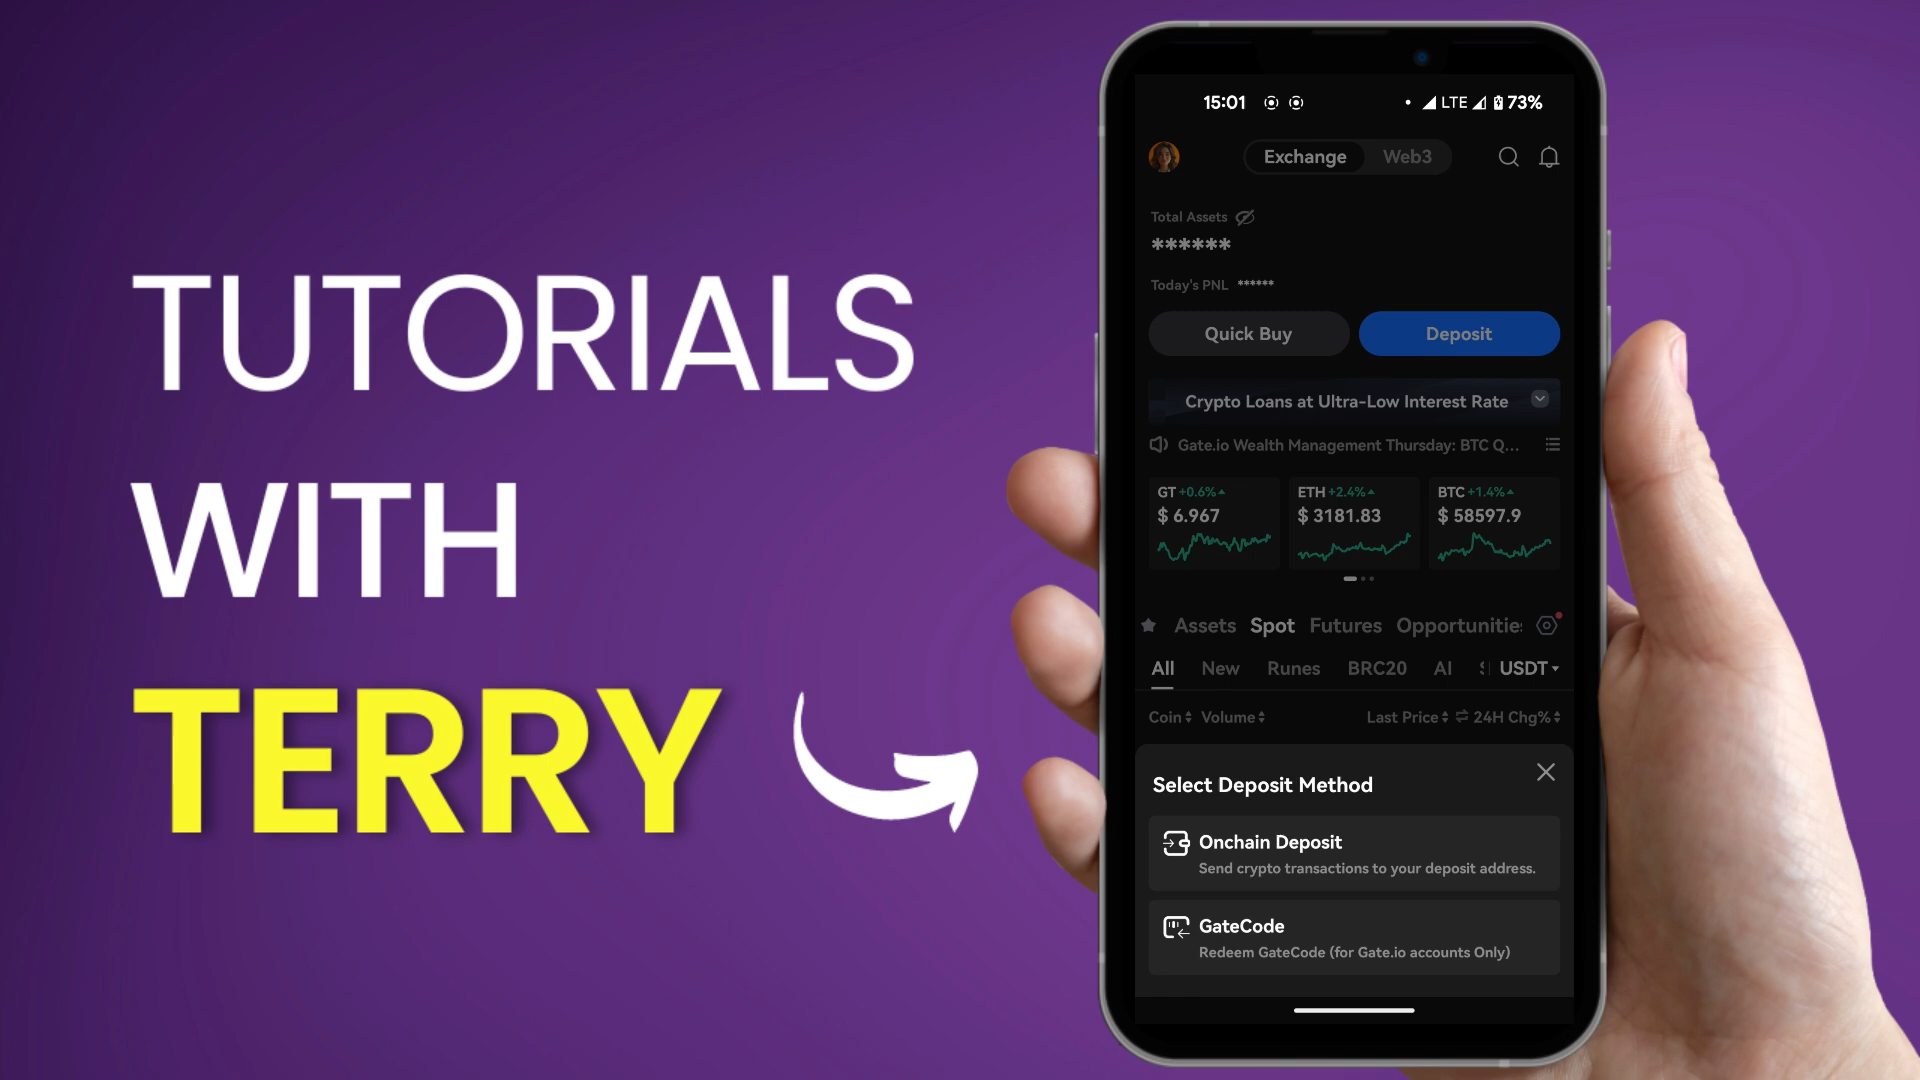 TUTORIALS
WITH
TERRY
15:01 LTE 73%
Exchange Web3
Total Assets
******
Today's PNL ******
Quick Buy Deposit
Crypto Loans at Ultra-Low Interest Rate
Gate.io Wealth Management Thursday: BTC Q...
GT +0.6% ETH +2.4% BTC +1.4%
$ 6.967 $ 3181.83 $ 58597.9
Assets Spot Futures Opportunitie
All New Runes BRC20 AI USDT
Coin Volume Last Price 24H Chg%
Select Deposit Method
Onchain Deposit
Send crypto transactions to your deposit address.
GateCode
Redeem GateCode (for Gate.io accounts Only)